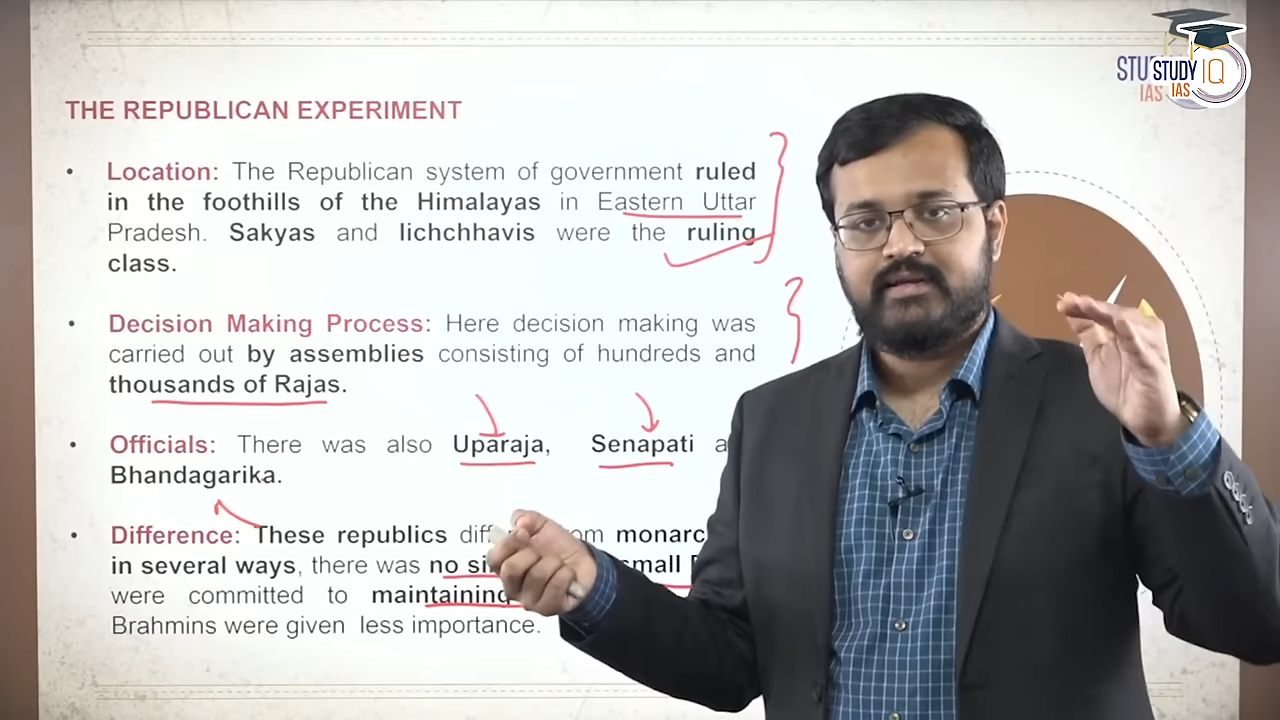 STUDY IQ
IAS
THE REPUBLICAN EXPERIMENT
• Location: The Republican system of government ruled
in the foothills of the Himalayas in Eastern Uttar
Pradesh. Sakyas and lichchhavis were the ruling
class.
• Decision Making Process: Here decision making was
carried out by assemblies consisting of hundreds and
thousands of Rajas.
• Officials: There was also Uparaja, Senapati
Bhandagarika.
• Difference: These republics
in several ways, there was no small
were committed to maintaining
Brahmins were given less importance.